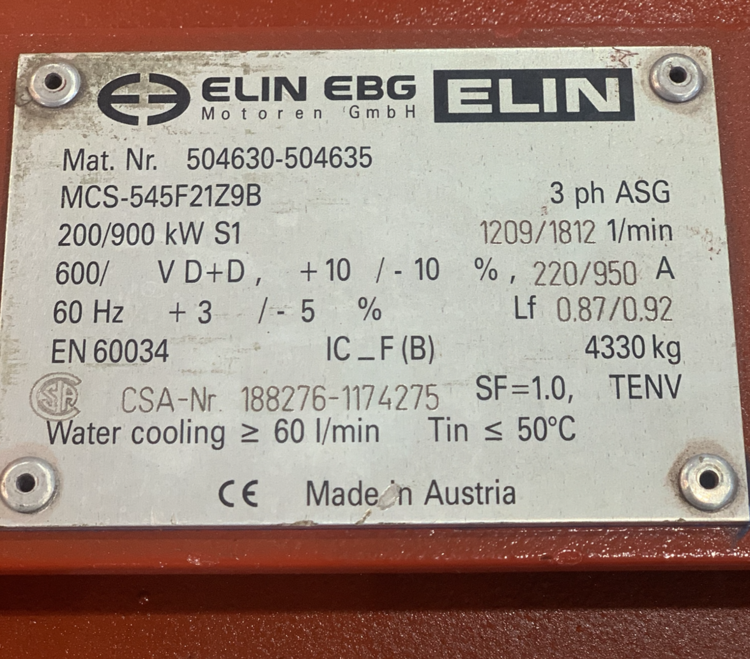 ELIN EBG ELIN
Motoren GmbH
Mat. Nr. 504630-504635
MCS-545F21Z9B 3 ph ASG
200/900 kW S1 1209/1812 1/min
600/ V D+D, +10 /-10 %, 220/950 A
60 Hz +3 /-5 % Lf 0.87/0.92
EN 60034 IC_F (B) 4330 kg
CSA-Nr. 188276-1174275 SF=1.0, TENV
Water cooling ≥ 60 l/min Tin ≤ 50°C
CE Made in Austria